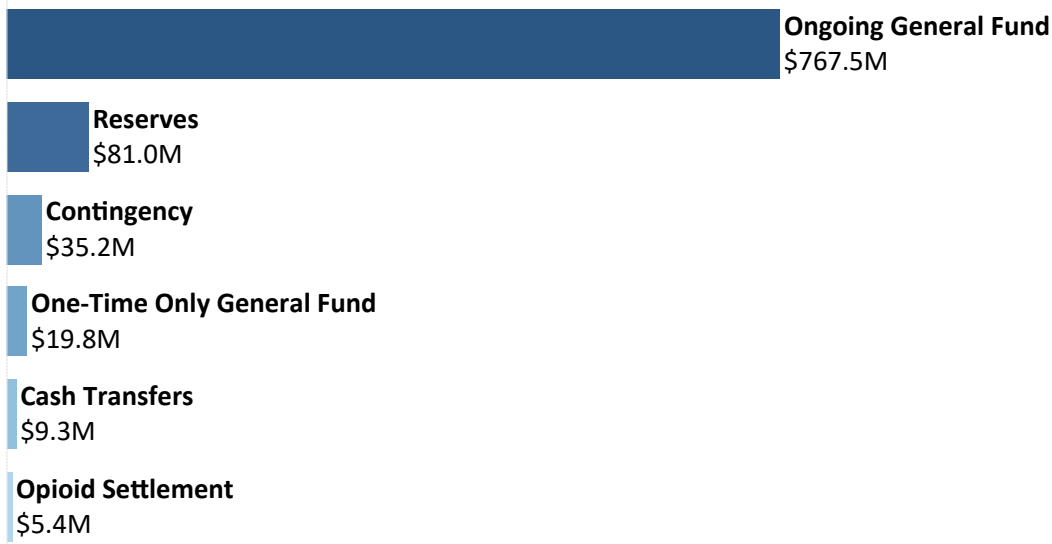 Ongoing General Fund
$767.5M
Reserves
$81.0M
Contingency
$35.2M
One-Time Only General Fund
$19.8M
Cash Transfers
$9.3M
Opioid Settlement
$5.4M